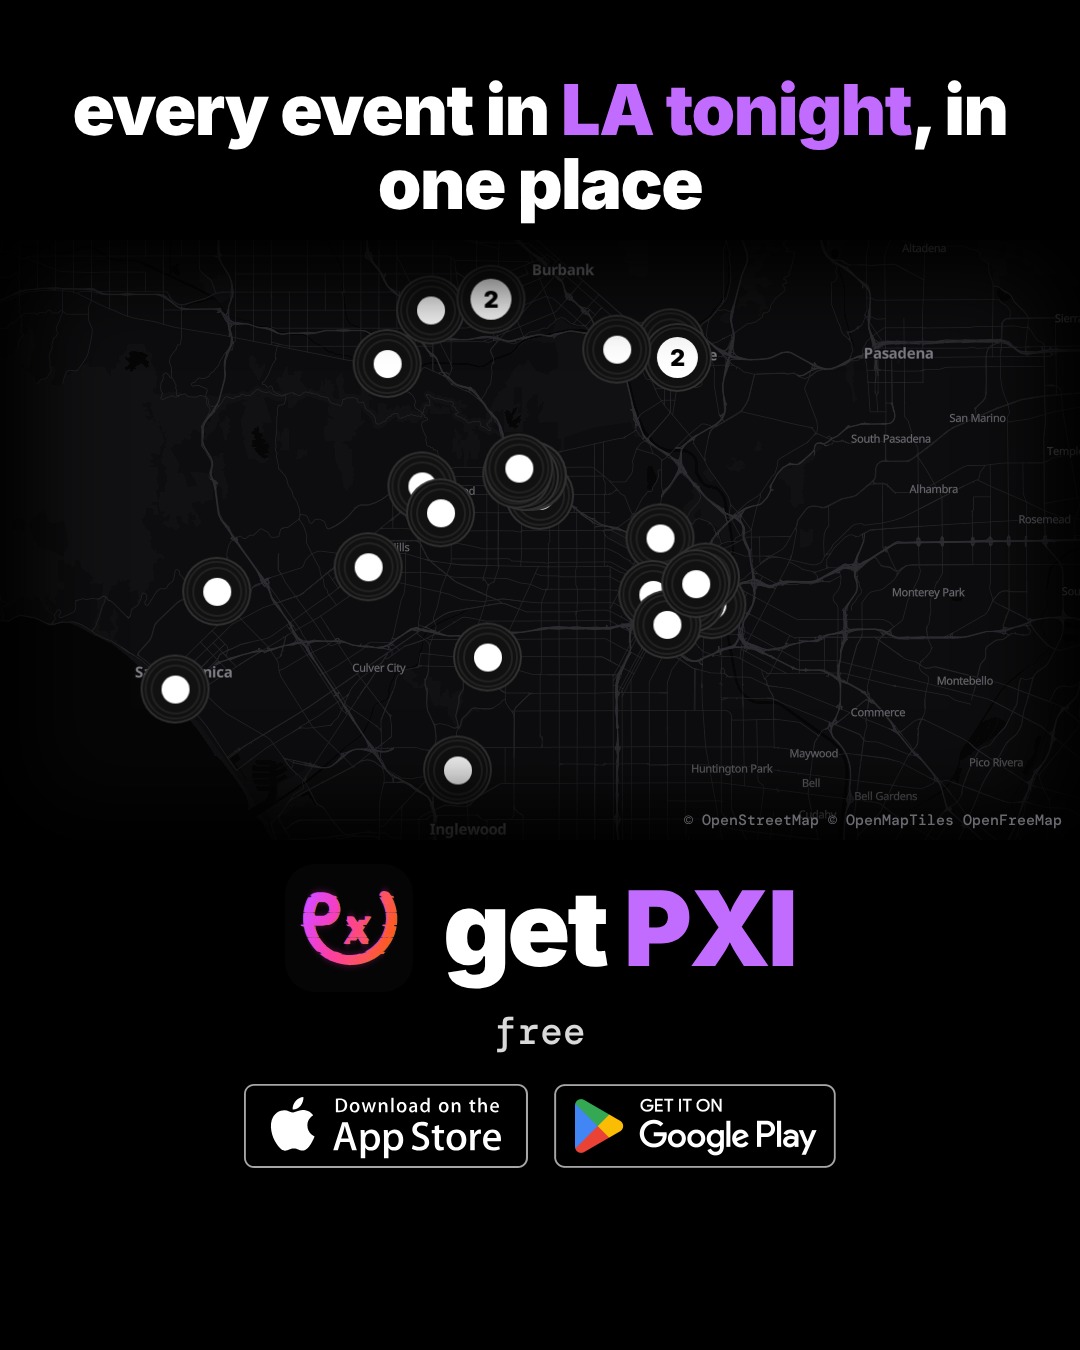 every event in LA tonight, in
one place
Burbank
Altadena
2
2
Pasadena
San Marino
South Pasadena
Alhambra
Rosemead
Monterey Park
Culver City
Montebello
Commerce
Maywood
Huntington Park
Pico Rivera
Bell
Bell Gardens
© OpenStreetMap © OpenMapTiles OpenFreeMap
Inglewood
Px
get PXI
free
Download on the
App Store
GET IT ON
Google Play